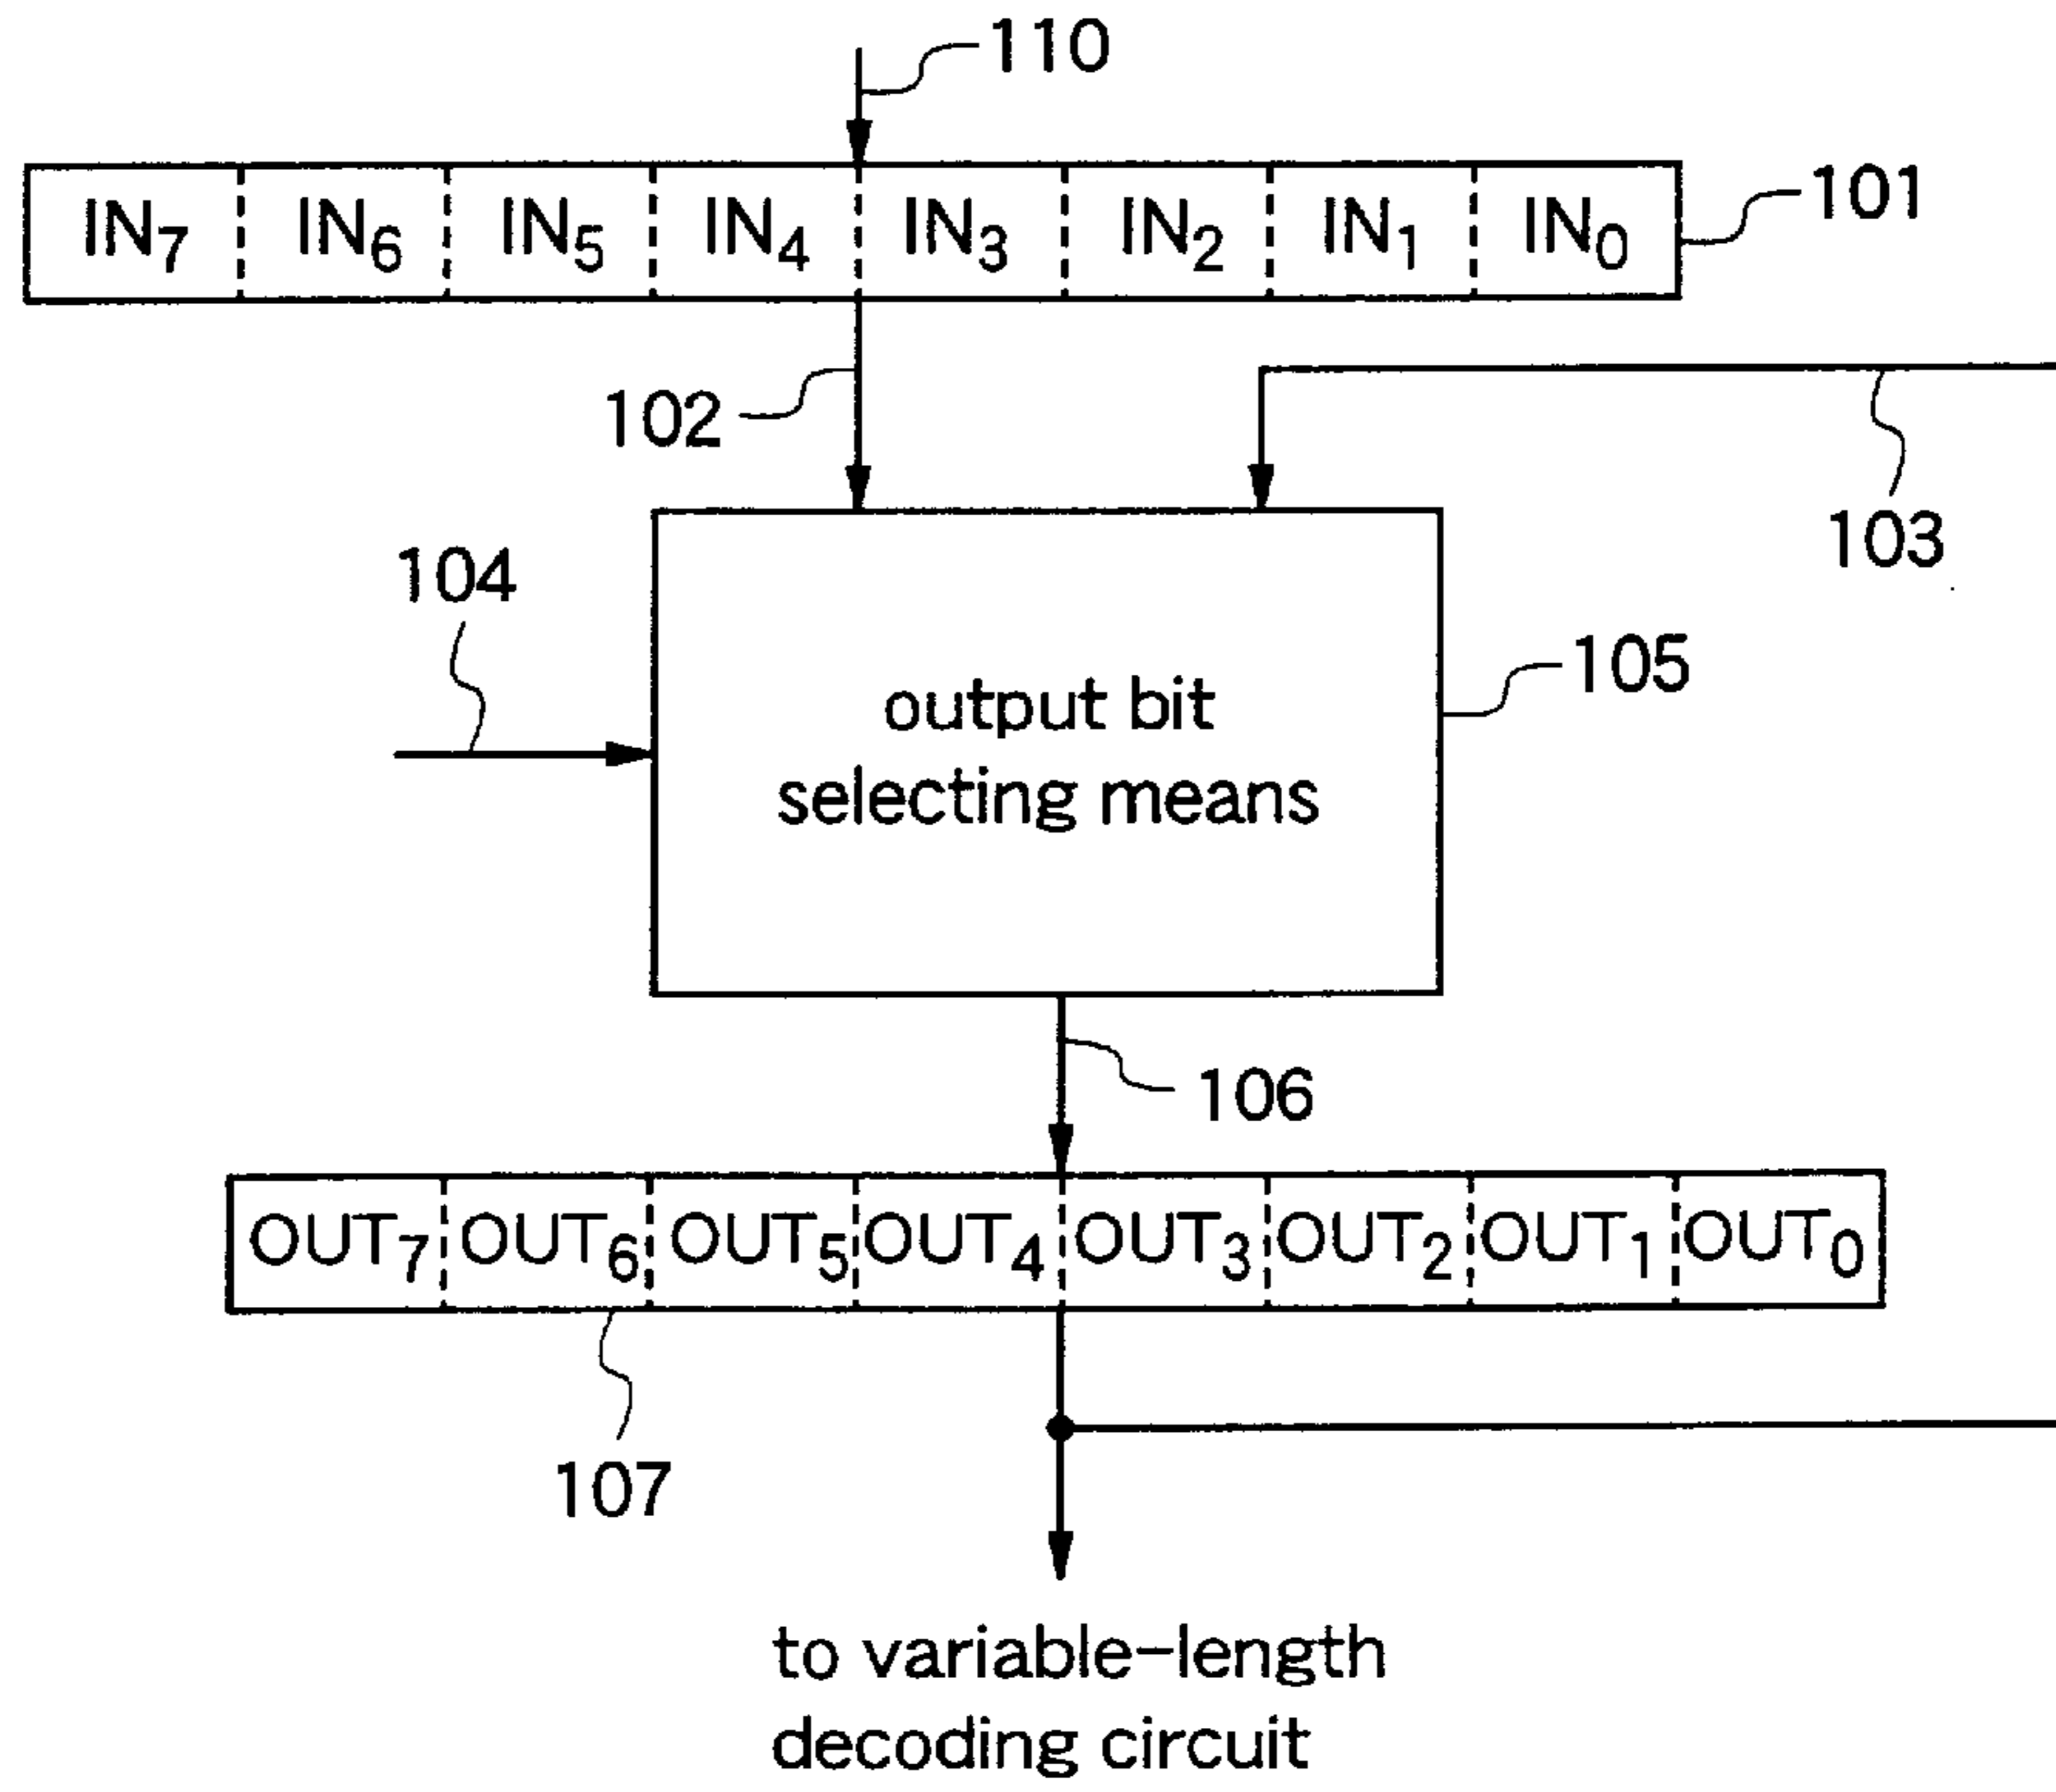 110
IN7 IN6 IN5 IN4 IN3 IN2 IN1 IN0
101
102
103
104
105
output bit
selecting means
106
OUT7 OUT6 OUT5 OUT4 OUT3 OUT2 OUT1 OUT0
107
to variable-length
decoding circuit